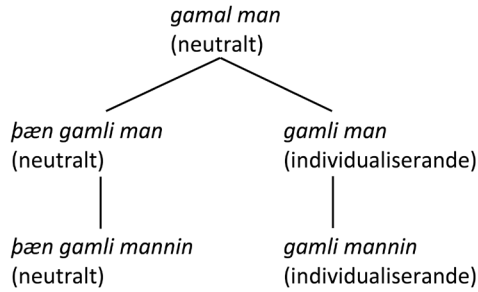 gamal man
(neutralt)
þæn gamli man
(neutralt)
gamli man
(individualiserande)
þæn gamli mannin
(neutralt)
gamli mannin
(individualiserande)